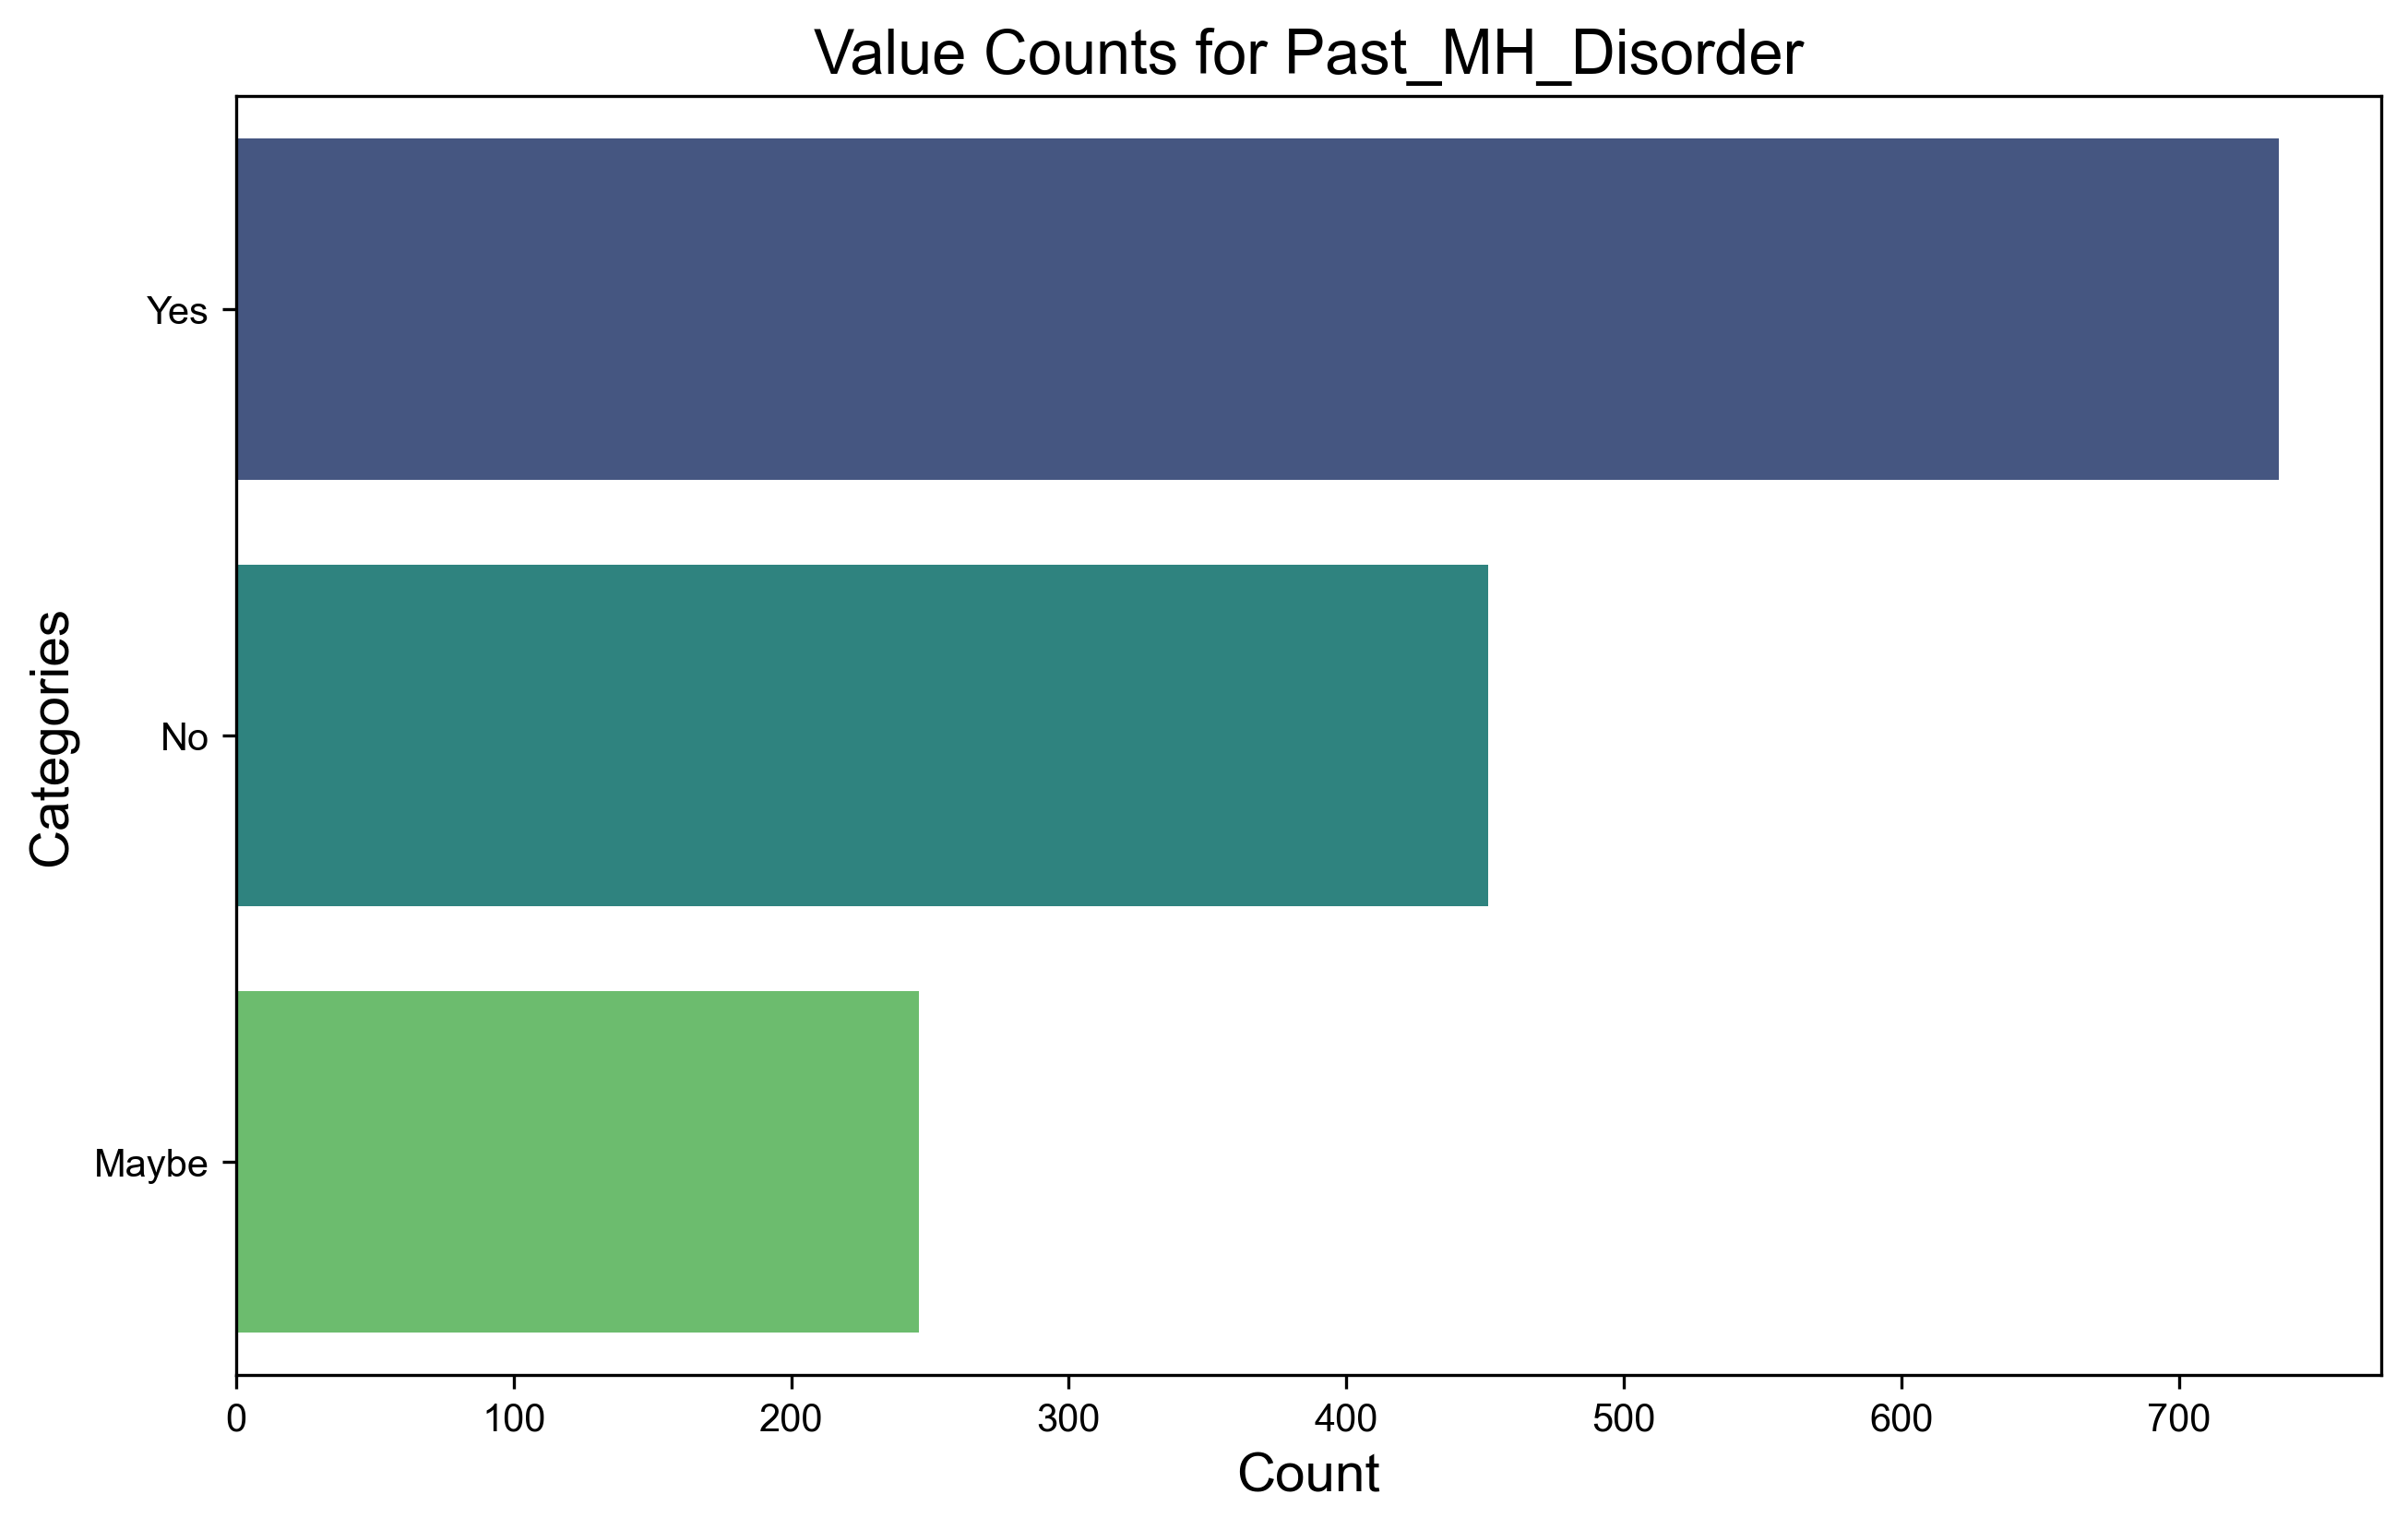 Value Counts for Past_MH_Disorder
Categories
Yes
No
Maybe
0 100 200 300 400 500 600 700
Count